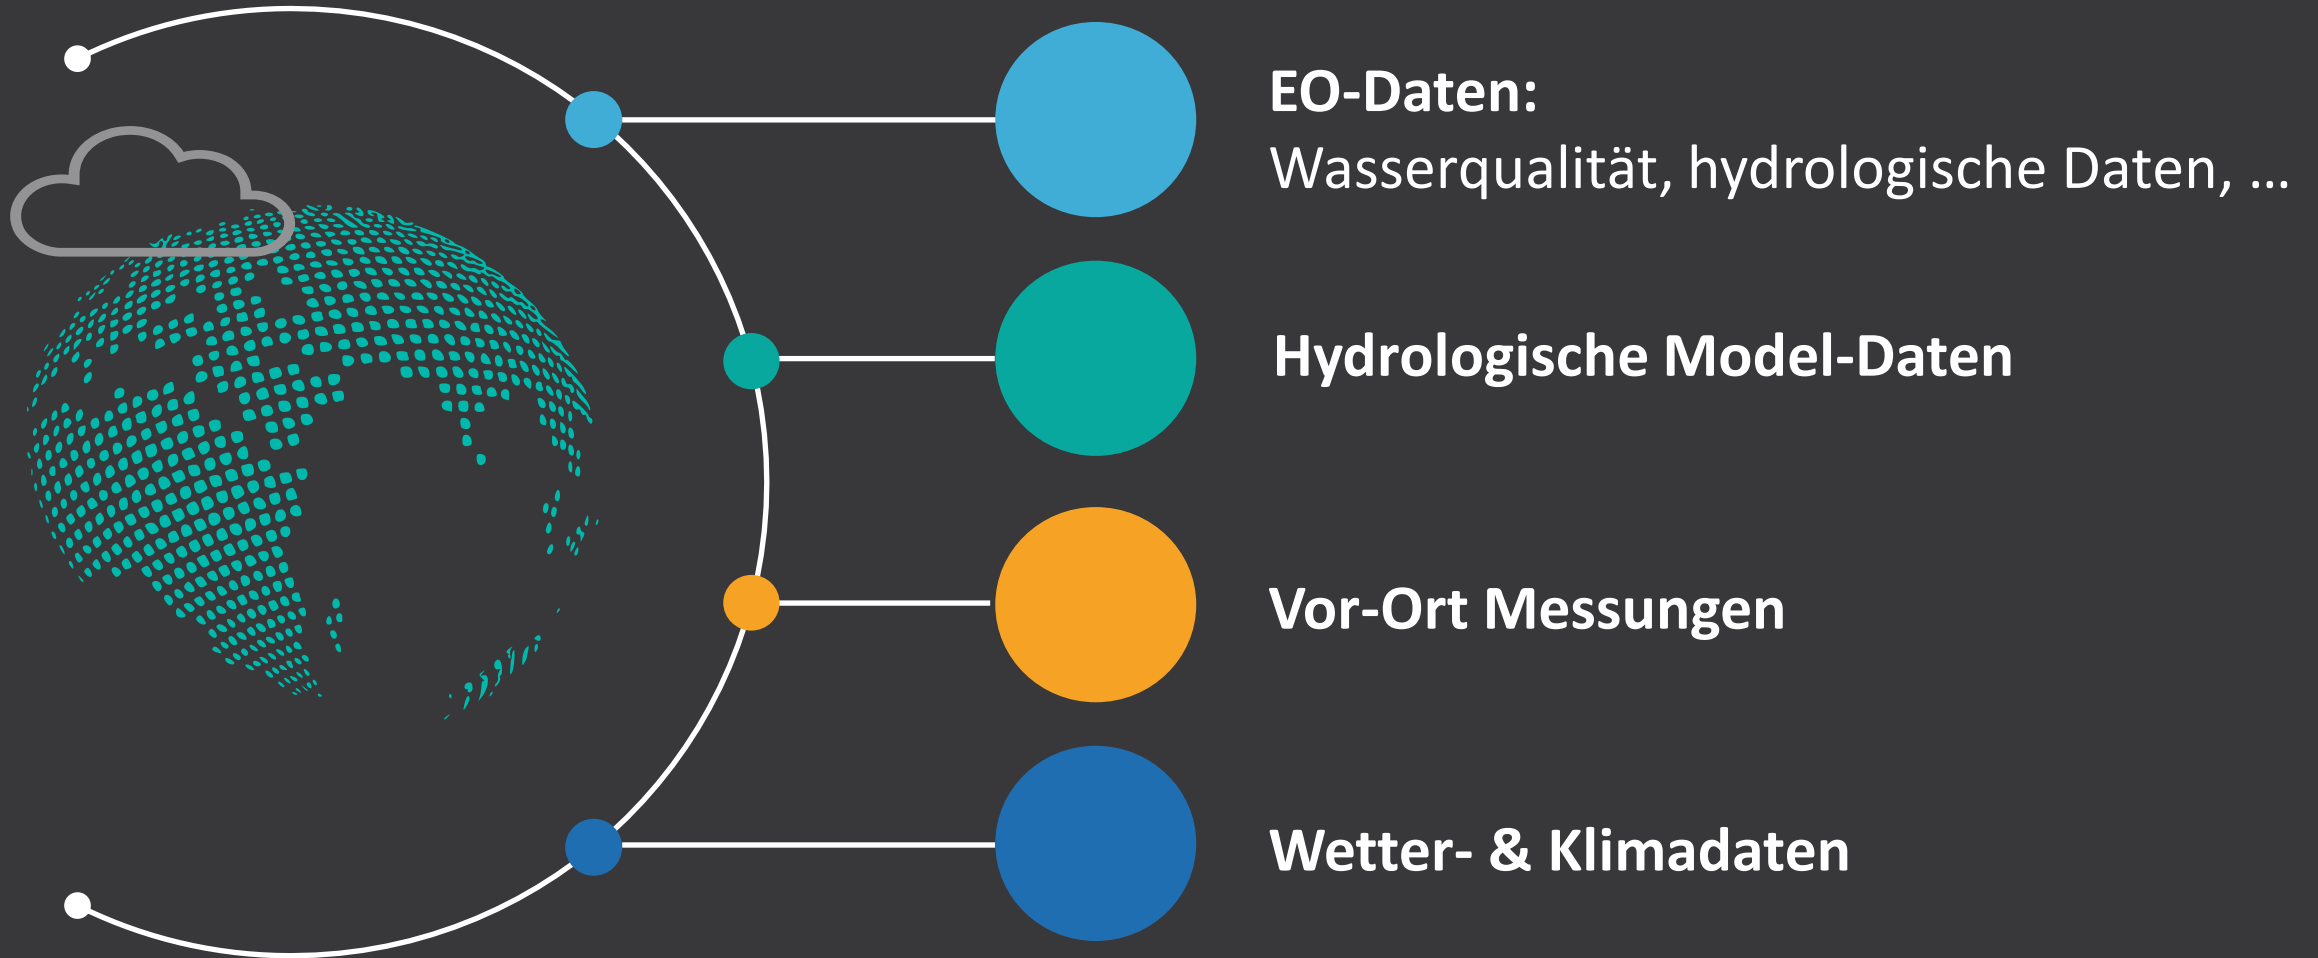 EO-Daten:
Wasserqualität, hydrologische Daten, ...
Hydrologische Model-Daten
Vor-Ort Messungen
Wetter- & Klimadaten